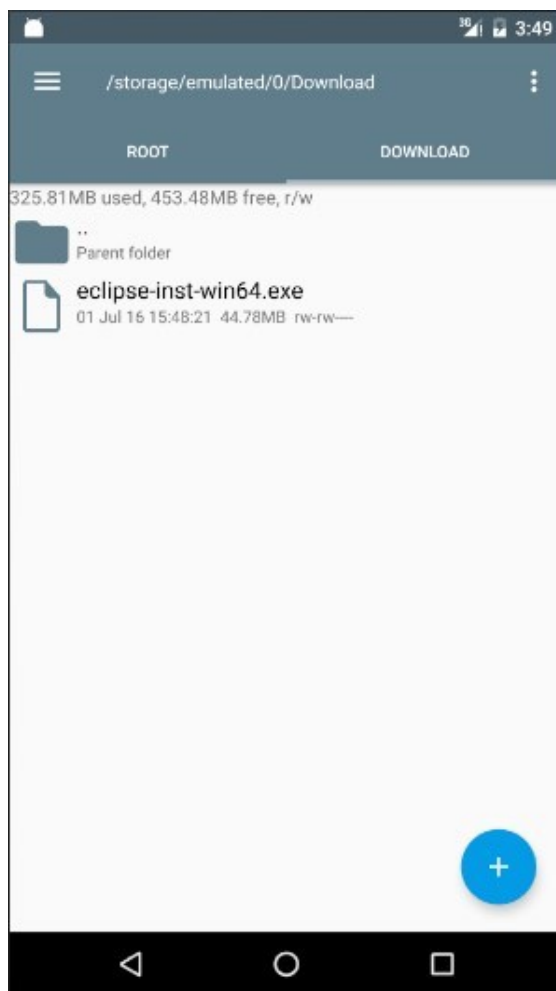 3G 3:49
/storage/emulated/0/Download
ROOT DOWNLOAD
325.81MB used, 453.48MB free, r/w
..
Parent folder
eclipse-inst-win64.exe
01 Jul 16 15:48:21 44.78MB rw-rw----